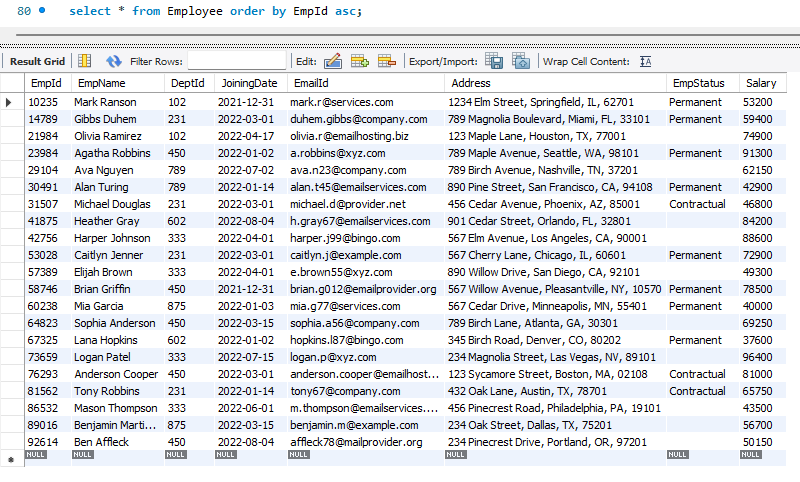 80 select * from Employee order by EmpId asc;
Result Grid Filter Rows: Edit: Export/Import: Wrap Cell Content: IA
EmpId EmpName DeptId JoiningDate EmailId Address EmpStatus Salary
10235 Mark Ranson 102 2021-12-31 mark.r@services.com 1234 Elm Street, Springfield, IL, 62701 Permanent 53200
14789 Gibbs Duhem 231 2022-03-01 duhem.gibbs@company.com 789 Magnolia Boulevard, Miami, FL, 33101 Permanent 59400
21984 Olivia Ramirez 102 2022-04-17 olivia.r@emailhosting.biz 123 Maple Lane, Houston, TX, 77001 74900
23984 Agatha Robbins 450 2022-01-02 a.robbins@xyz.com 789 Maple Avenue, Seattle, WA, 98101 Permanent 91300
29104 Ava Nguyen 789 2022-07-02 ava.n23@company.com 789 Birch Avenue, Nashville, TN, 37201 62150
30491 Alan Turing 789 2022-01-14 alan.t45@emailservices.com 890 Pine Street, San Francisco, CA, 94108 Permanent 42900
31507 Michael Douglas 231 2022-03-01 michael.d@provider.net 456 Cedar Avenue, Phoenix, AZ, 85001 Contractual 46800
41875 Heather Gray 602 2022-08-04 h.gray67@emailservices.com 901 Cedar Street, Orlando, FL, 32801 84200
42756 Harper Johnson 333 2022-04-01 harper.j99@bingo.com 567 Elm Avenue, Los Angeles, CA, 90001 88600
53028 Caitlyn Jenner 231 2022-03-01 caitlyn.j@example.com 567 Cherry Lane, Chicago, IL, 60601 Permanent 72900
57389 Elijah Brown 333 2022-04-01 e.brown55@xyz.com 890 Willow Drive, San Diego, CA, 92101 49300
58746 Brian Griffin 450 2021-12-31 brian.g012@emailprovider.org 567 Willow Avenue, Pleasantville, NY, 10570 Permanent 78500
60238 Mia Garcia 875 2022-01-03 mia.g77@services.com 567 Cedar Drive, Minneapolis, MN, 55401 Permanent 40000
64823 Sophia Anderson 450 2022-03-15 sophia.a56@company.com 789 Birch Lane, Atlanta, GA, 30301 69250
67325 Lana Hopkins 602 2022-01-02 hopkins.l87@bingo.com 345 Birch Road, Denver, CO, 80202 Permanent 37600
73659 Logan Patel 333 2022-07-15 logan.p@xyz.com 234 Magnolia Street, Las Vegas, NV, 89101 96400
76293 Anderson Cooper 450 2022-03-01 anderson.cooper@emailhost... 123 Sycamore Street, Boston, MA, 02108 Contractual 81000
81562 Tony Robbins 231 2022-01-14 tony67@company.com 432 Oak Lane, Austin, TX, 78701 Contractual 65750
86532 Mason Thompson 333 2022-06-01 m.thompson@emailservices.... 456 Pinecrest Road, Philadelphia, PA, 19101 43500
89016 Benjamin Marti... 875 2022-03-15 benjamin.m@example.com 234 Oak Street, Dallas, TX, 75201 56700
92614 Ben Affleck 450 2022-08-04 affleck78@mailprovider.org 234 Pinecrest Drive, Portland, OR, 97201 50150
NULL NULL NULL NULL NULL NULL NULL NULL